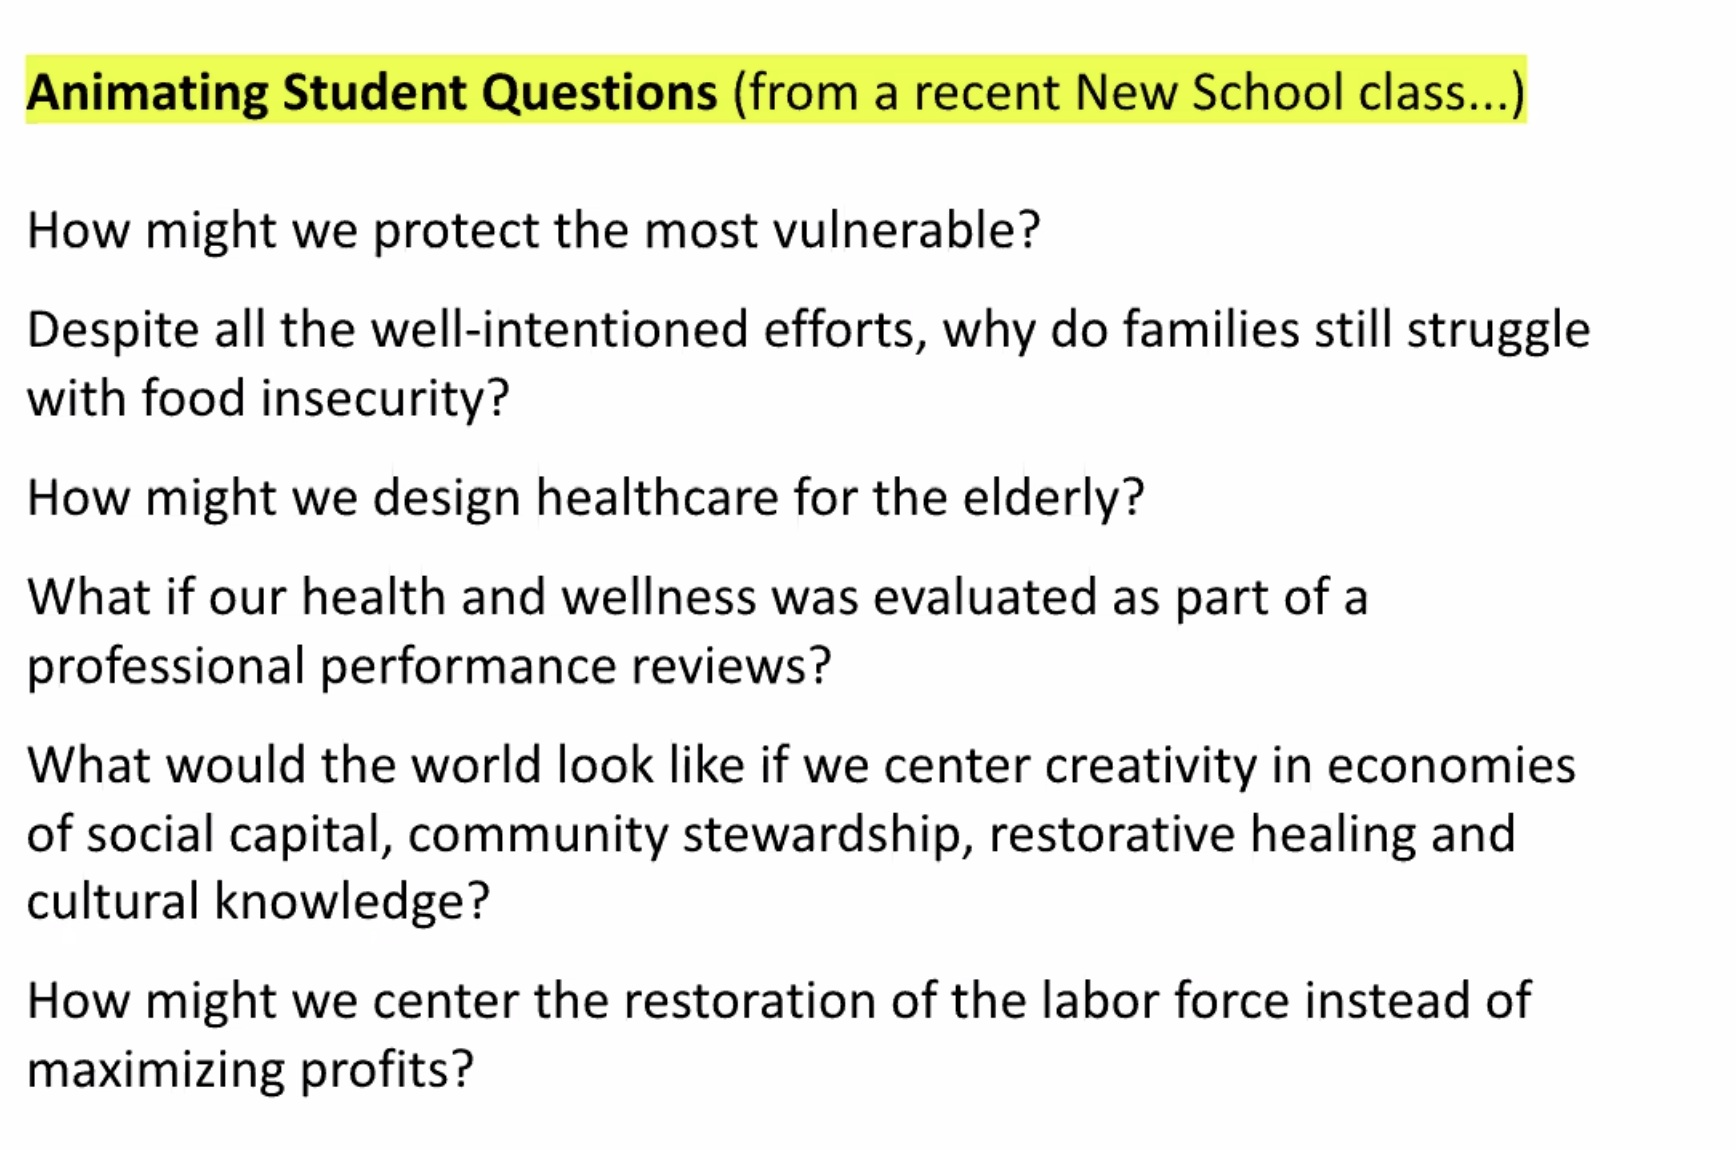 Animating Student Questions (from a recent New School class...)
How might we protect the most vulnerable?
Despite all the well-intentioned efforts, why do families still struggle
with food insecurity?
How might we design healthcare for the elderly?
What if our health and wellness was evaluated as part of a
professional performance reviews?
What would the world look like if we center creativity in economies
of social capital, community stewardship, restorative healing and
cultural knowledge?
How might we center the restoration of the labor force instead of
maximizing profits?